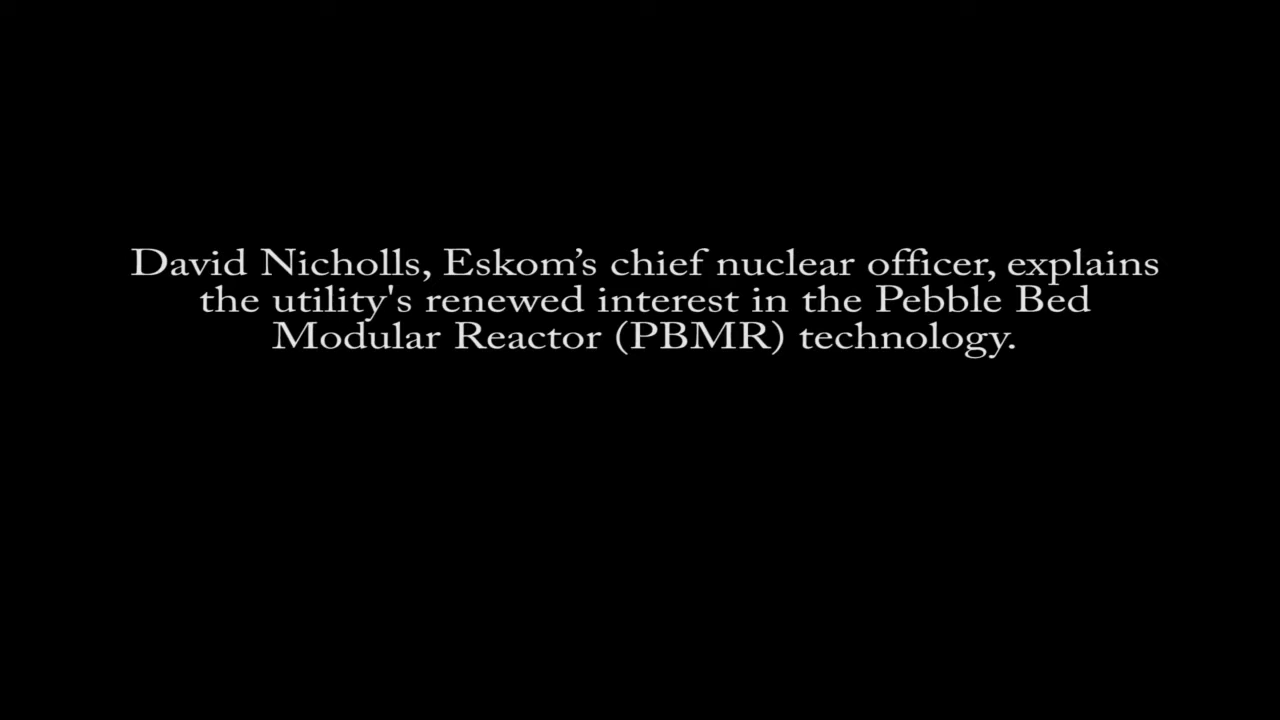 David Nicholls, Eskom’s chief nuclear officer, explains
the utility's renewed interest in the Pebble Bed
Modular Reactor (PBMR) technology.